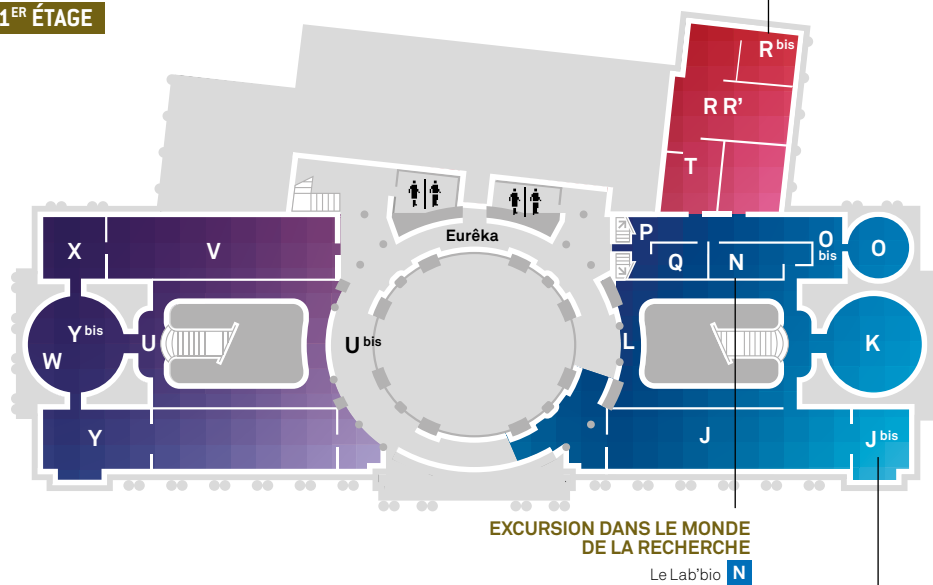 1ER ÉTAGE
R bis
R R’
T
Eurêka
X
V
P
Q
N
O bis
O
Y bis
W
U
U bis
L
K
Y
J
J bis
EXCURSION DANS LE MONDE
DE LA RECHERCHE
Le Lab’bio N